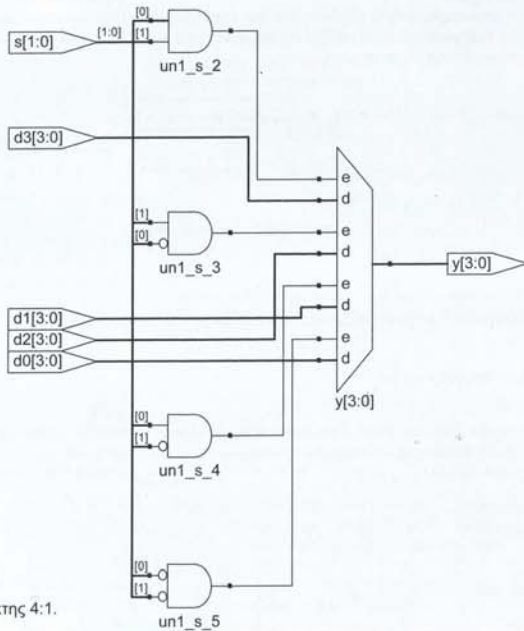 s[1:0]
[1:0]
[0]
[1]
un1_s_2
d3[3:0]
e
d
[1]
[0]
un1_s_3
e
d
y[3:0]
e
d
d1[3:0]
d2[3:0]
e
d0[3:0]
d
y[3:0]
[0]
[1]
un1_s_4
[0]
[1]
un1_s_5
4:1.